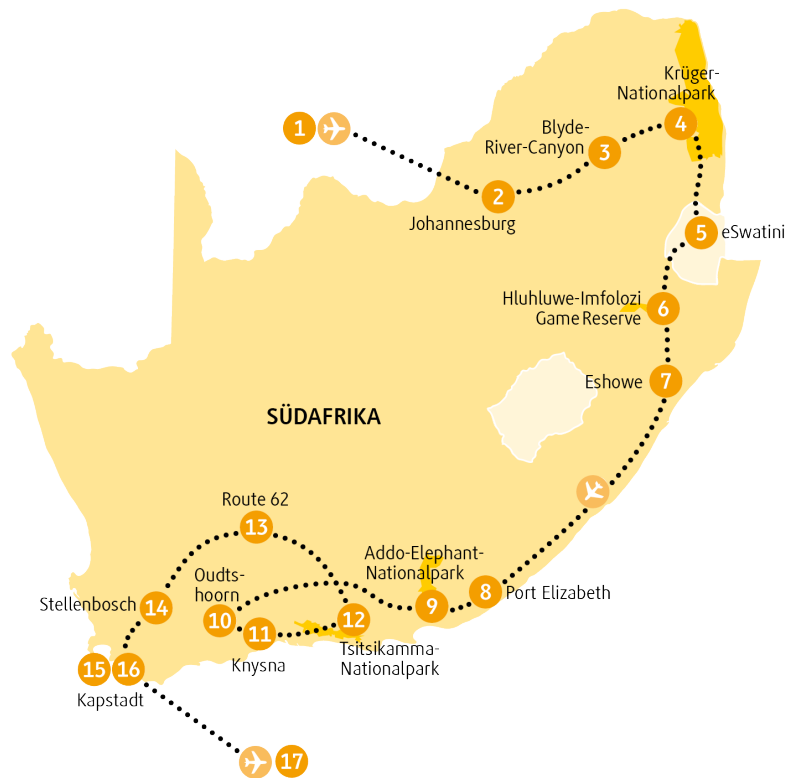 Krüger-
Nationalpark
1
4
Blyde-
River-Canyon
3
2
Johannesburg
5
eSwatini
Hluhluwe-Imfolozi
Game Reserve
6
Eshowe
7
SÜDAFRIKA
Route 62
13
Addo-Elephant-
Nationalpark
Oudts-
hoorn
8
Port Elizabeth
Stellenbosch
14
9
10
11
12
Knysna
Tsitsikamma-
Nationalpark
15
16
Kapstadt
17